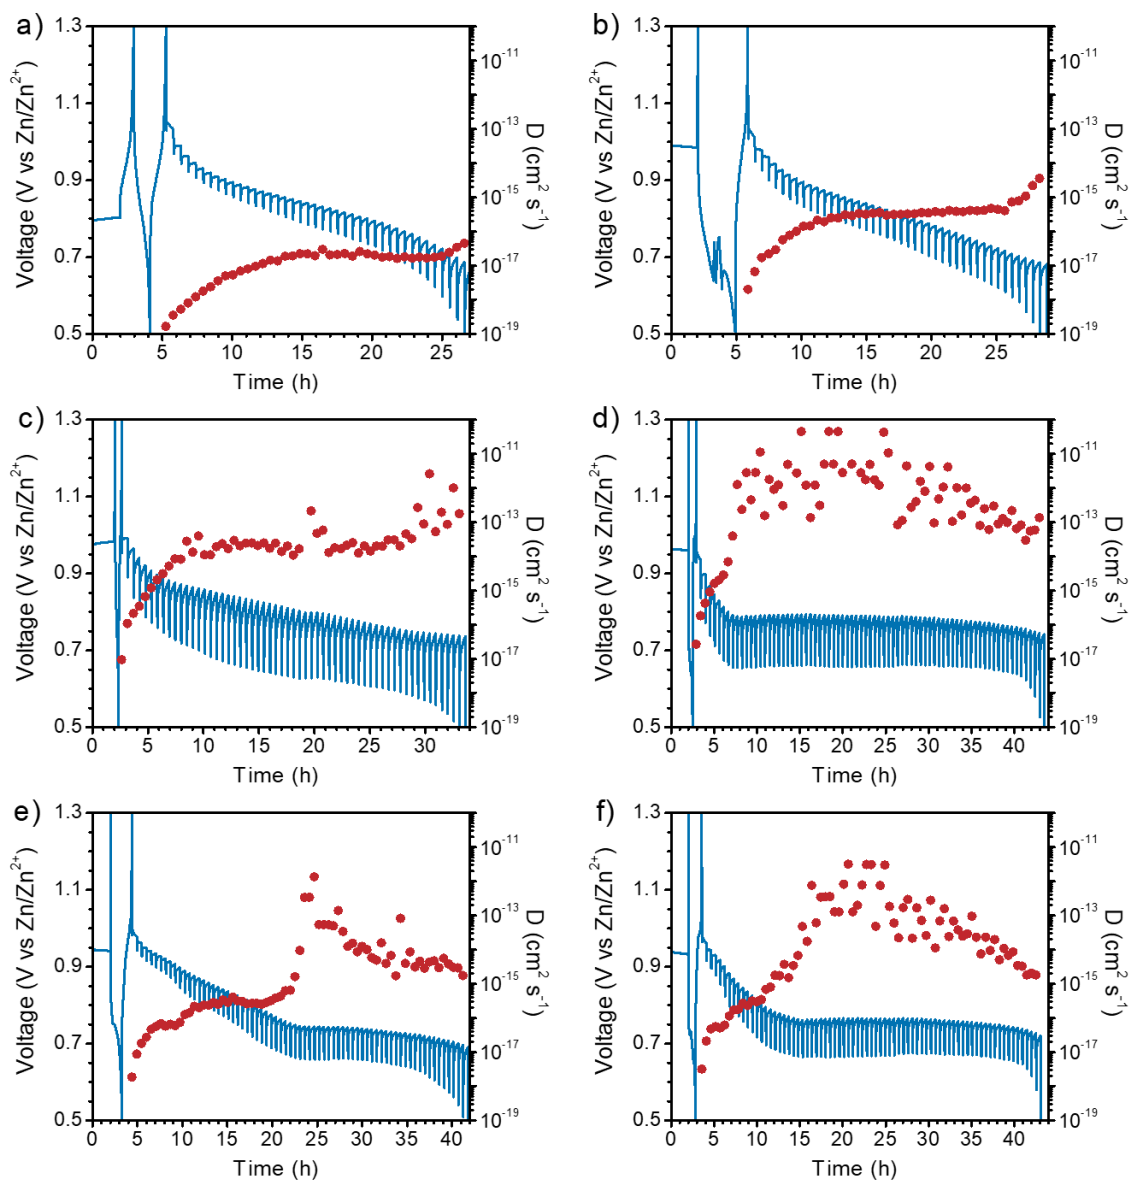 a)
1.3
1.1
0.9
0.7
0.5
Voltage (V vs Zn/Zn²⁺)
10⁻¹¹
10⁻¹³
10⁻¹⁵
10⁻¹⁷
10⁻¹⁹
D (cm² s⁻¹)
0 5 10 15 20 25
Time (h)
b)
1.3
1.1
0.9
0.7
0.5
Voltage (V vs Zn/Zn²⁺)
10⁻¹¹
10⁻¹³
10⁻¹⁵
10⁻¹⁷
10⁻¹⁹
D (cm² s⁻¹)
0 5 10 15 20 25
Time (h)
c)
1.3
1.1
0.9
0.7
0.5
Voltage (V vs Zn/Zn²⁺)
10⁻¹¹
10⁻¹³
10⁻¹⁵
10⁻¹⁷
10⁻¹⁹
D (cm² s⁻¹)
0 5 10 15 20 25 30
Time (h)
d)
1.3
1.1
0.9
0.7
0.5
Voltage (V vs Zn/Zn²⁺)
10⁻¹¹
10⁻¹³
10⁻¹⁵
10⁻¹⁷
10⁻¹⁹
D (cm² s⁻¹)
0 5 10 15 20 25 30 35 40
Time (h)
e)
1.3
1.1
0.9
0.7
0.5
Voltage (V vs Zn/Zn²⁺)
10⁻¹¹
10⁻¹³
10⁻¹⁵
10⁻¹⁷
10⁻¹⁹
D (cm² s⁻¹)
0 5 10 15 20 25 30 35 40
Time (h)
f)
1.3
1.1
0.9
0.7
0.5
Voltage (V vs Zn/Zn²⁺)
10⁻¹¹
10⁻¹³
10⁻¹⁵
10⁻¹⁷
10⁻¹⁹
D (cm² s⁻¹)
0 5 10 15 20 25 30 35 40
Time (h)